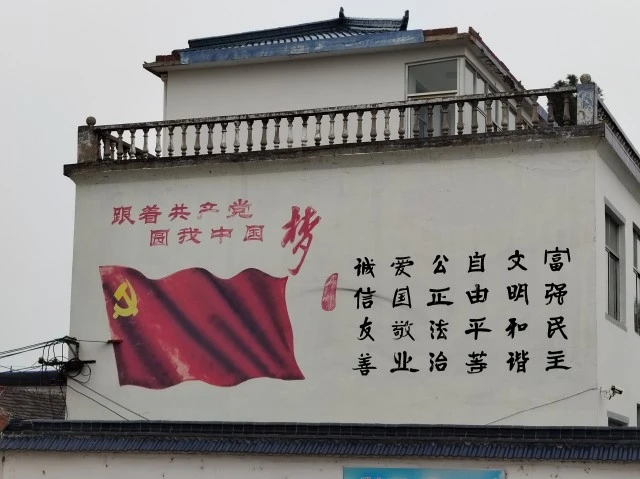 跟着共产党
圆我中国梦
富强民主
文明和谐
自由平等
公正法治
爱国敬业
诚信友善